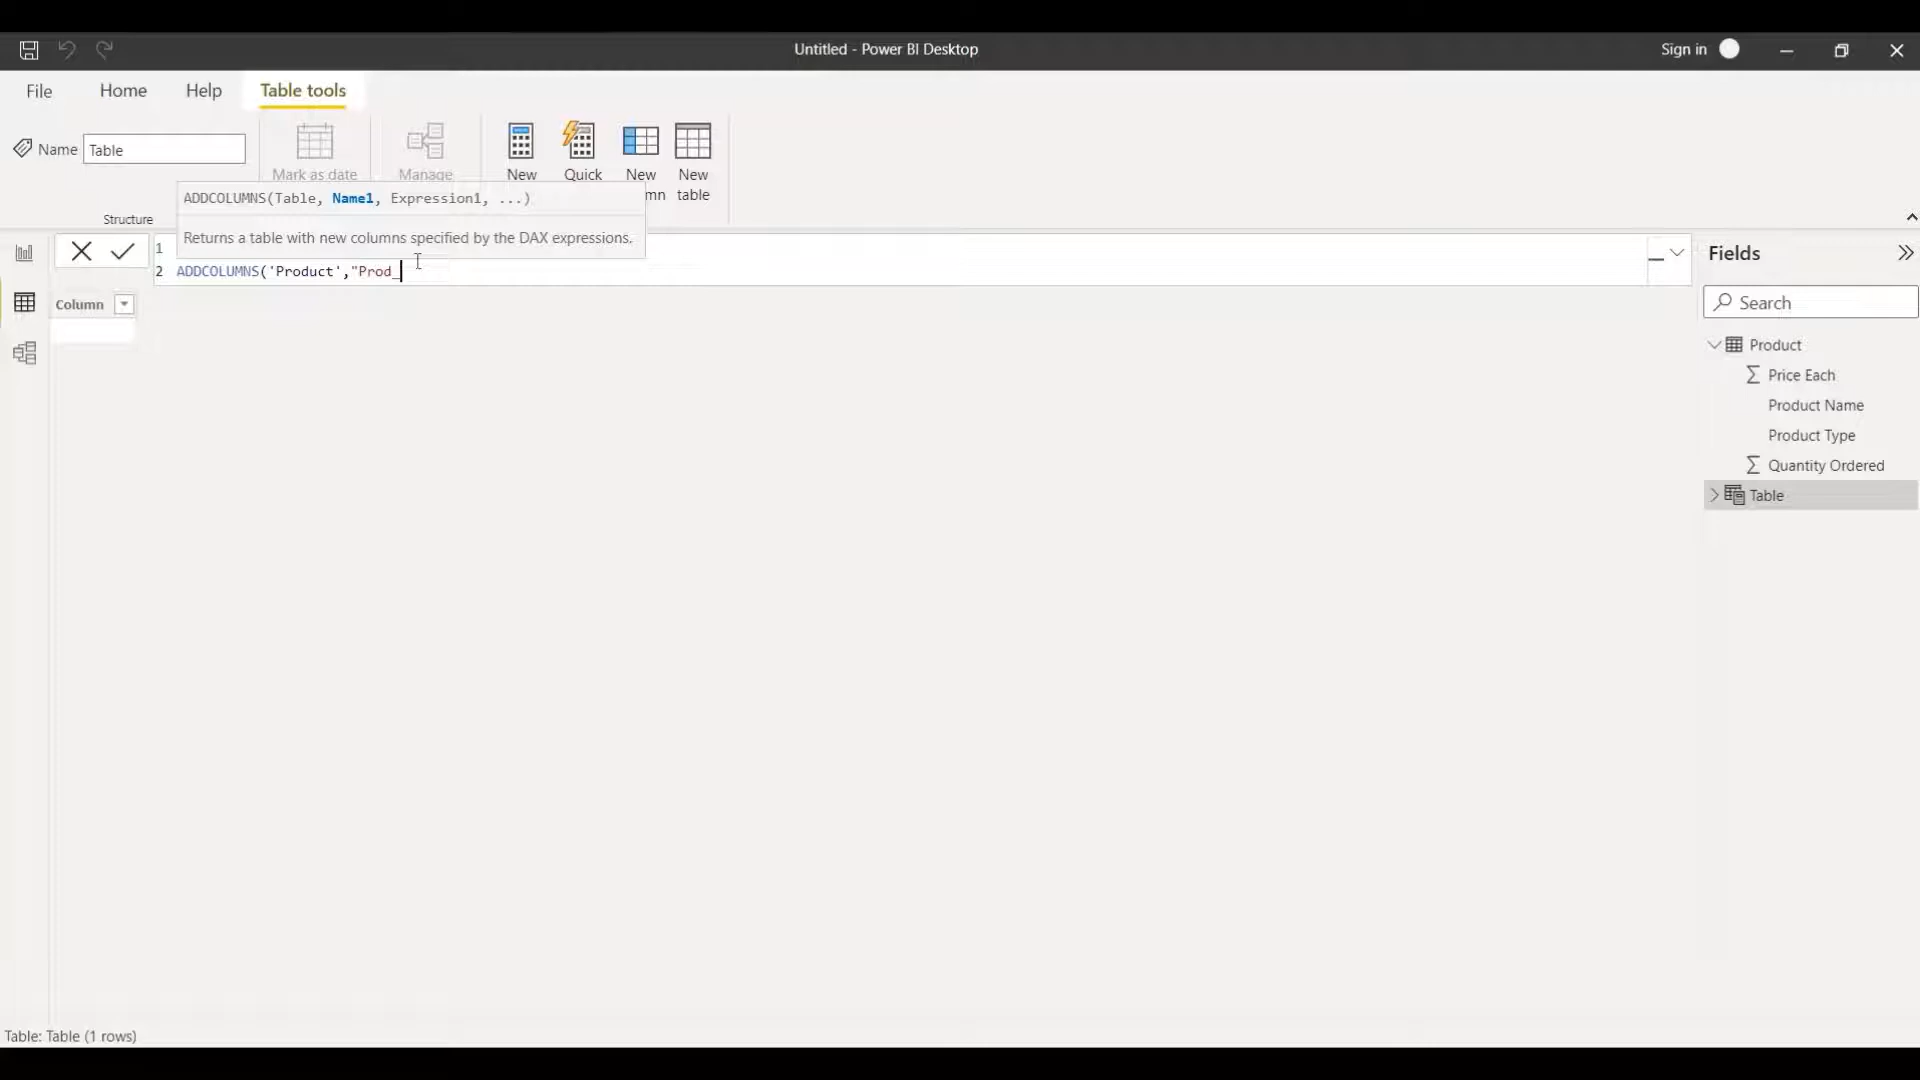 Untitled - Power BI Desktop
Sign in
File
Home
Help
Table tools
Name
Table
Mark as date
Manage
New
Quick
New
New
mn
table
Structure
ADDCOLUMNS(Table, Name1, Expression1, ...)
Returns a table with new columns specified by the DAX expressions.
1
2 ADDCOLUMNS('Product',"Prod_
Column
Fields
Search
Product
Price Each
Product Name
Product Type
Quantity Ordered
Table
Table: Table (1 rows)